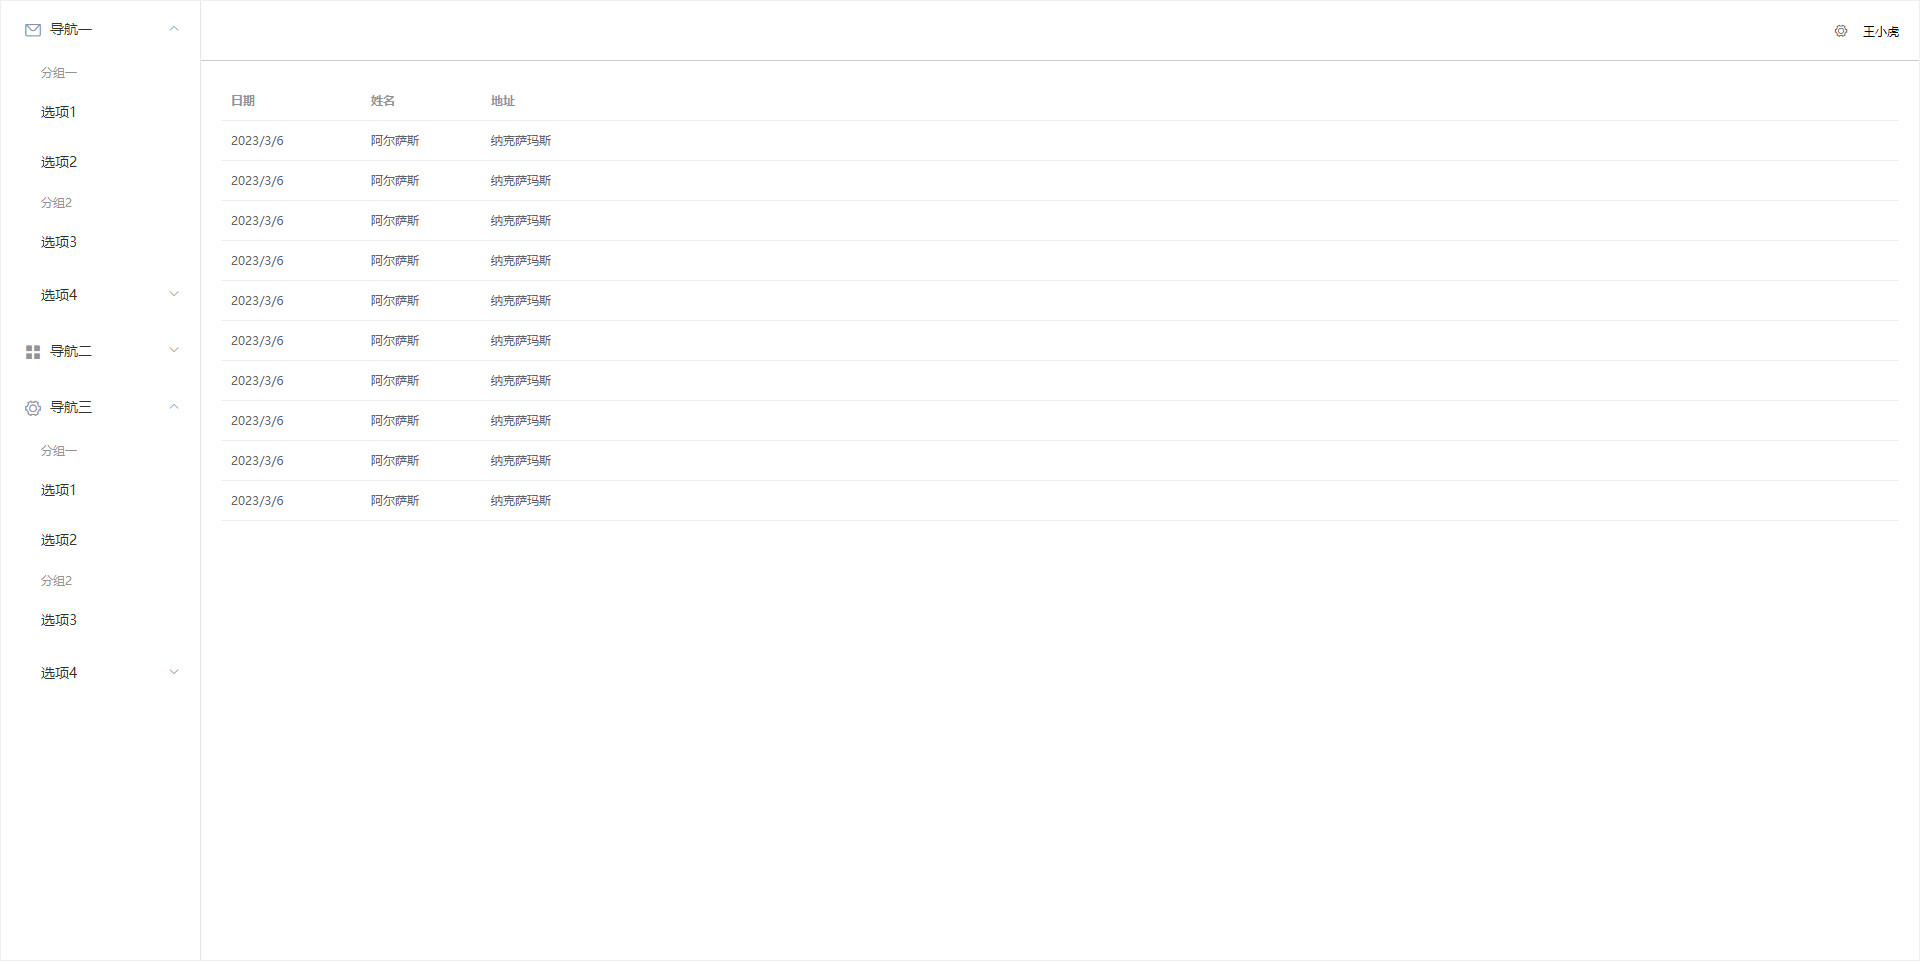 导航一
分组一
选项1
选项2
分组2
选项3
选项4
导航二
导航三
分组一
选项1
选项2
分组2
选项3
选项4
王小虎
日期 姓名 地址
2023/3/6 阿尔萨斯 纳克萨玛斯
2023/3/6 阿尔萨斯 纳克萨玛斯
2023/3/6 阿尔萨斯 纳克萨玛斯
2023/3/6 阿尔萨斯 纳克萨玛斯
2023/3/6 阿尔萨斯 纳克萨玛斯
2023/3/6 阿尔萨斯 纳克萨玛斯
2023/3/6 阿尔萨斯 纳克萨玛斯
2023/3/6 阿尔萨斯 纳克萨玛斯
2023/3/6 阿尔萨斯 纳克萨玛斯
2023/3/6 阿尔萨斯 纳克萨玛斯